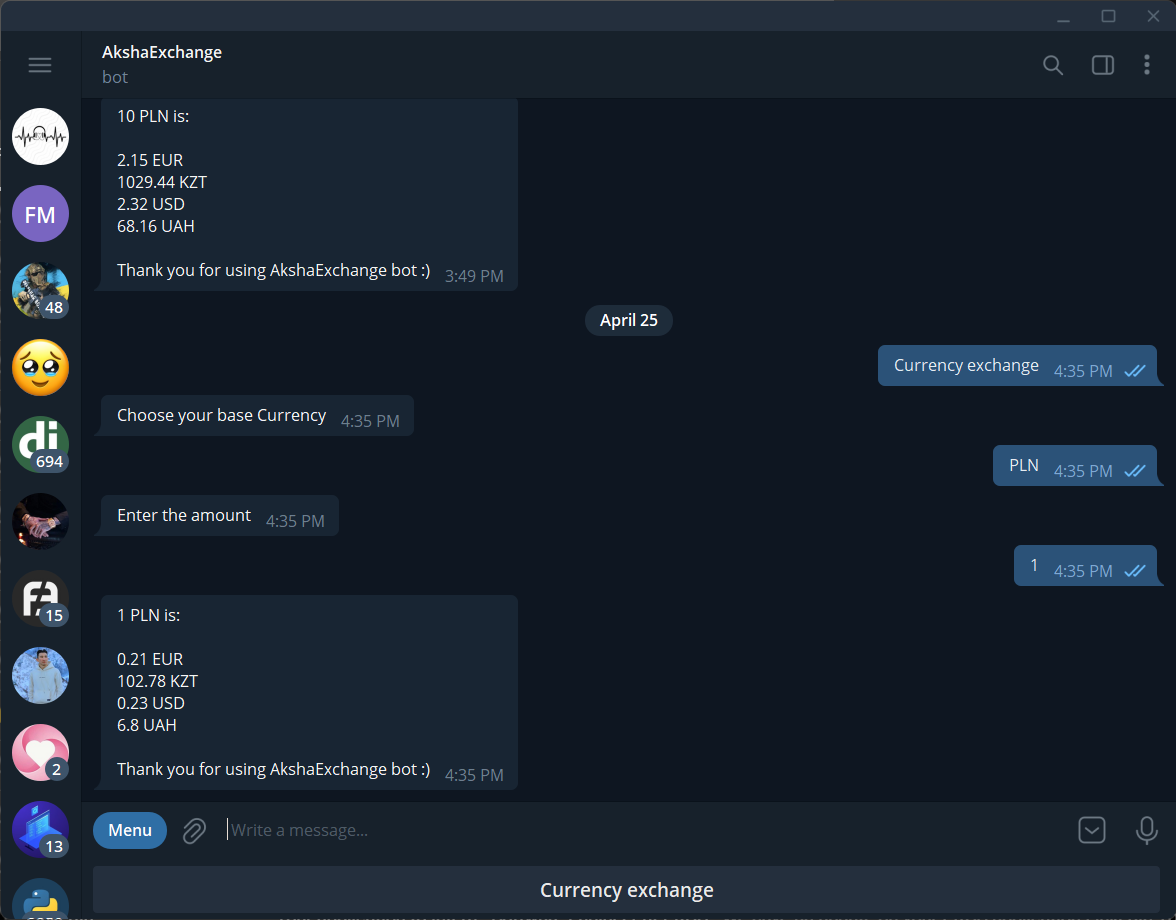 AkshaExchange
bot
10 PLN is:
2.15 EUR
1029.44 KZT
2.32 USD
68.16 UAH
Thank you for using AkshaExchange bot :) 3:49 PM
April 25
Currency exchange 4:35 PM
Choose your base Currency 4:35 PM
PLN 4:35 PM
Enter the amount 4:35 PM
1 4:35 PM
1 PLN is:
0.21 EUR
102.78 KZT
0.23 USD
6.8 UAH
Thank you for using AkshaExchange bot :) 4:35 PM
Menu
Write a message...
Currency exchange
FM
48
di
694
FA
15
2
13